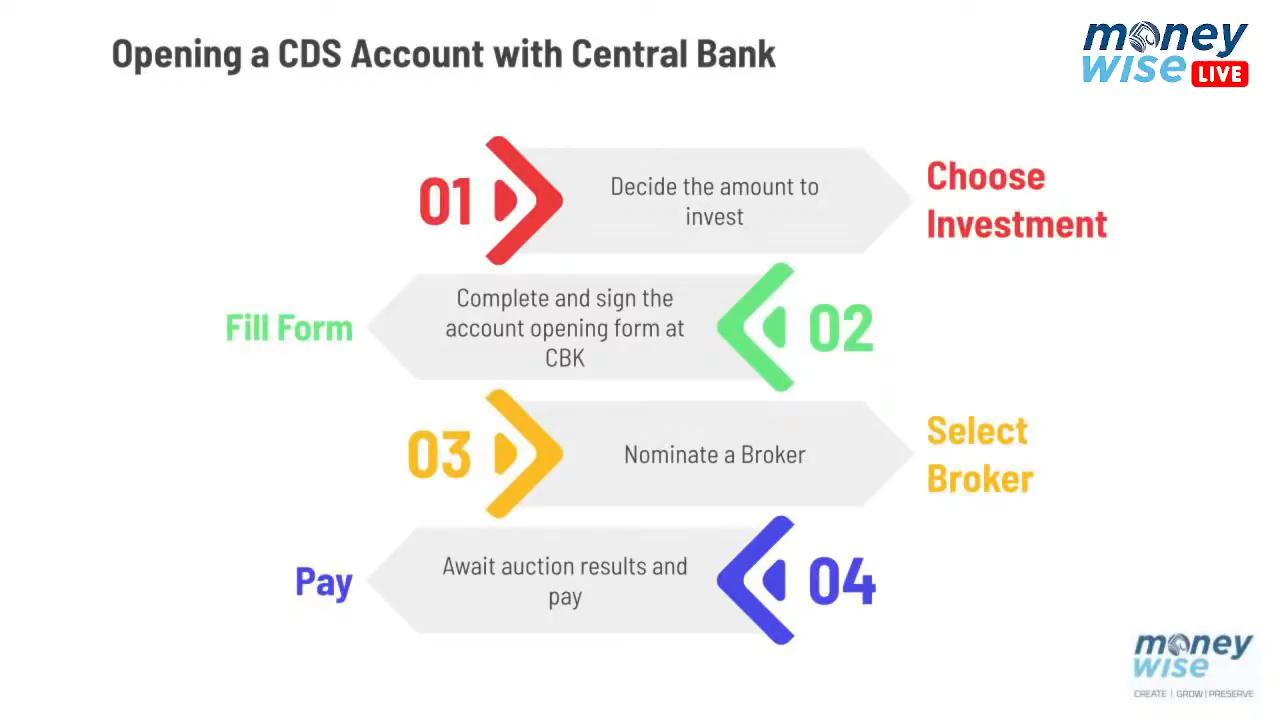 Opening a CDS Account with Central Bank
money
wise LIVE
01
Decide the amount to
invest
Choose
Investment
Fill Form
Complete and sign the
account opening form at
CBK
02
03
Nominate a Broker
Select
Broker
Pay
Await auction results and
pay
04
money
wise
CREATE | GROW | PRESERVE